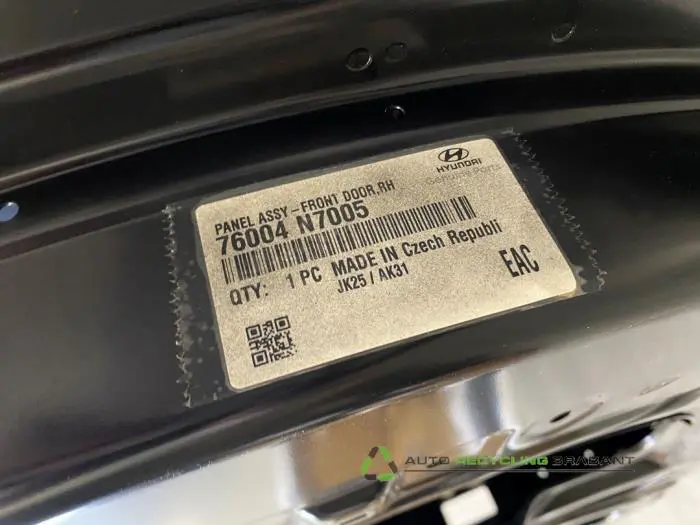 HYUNDAI
Genuine Parts
PANEL ASSY-FRONT DOOR,RH
76004 N7005
QTY: 1 PC MADE IN Czech Republi
JK25 / AK31
EAC
AUTO RECYCLING BRABANT